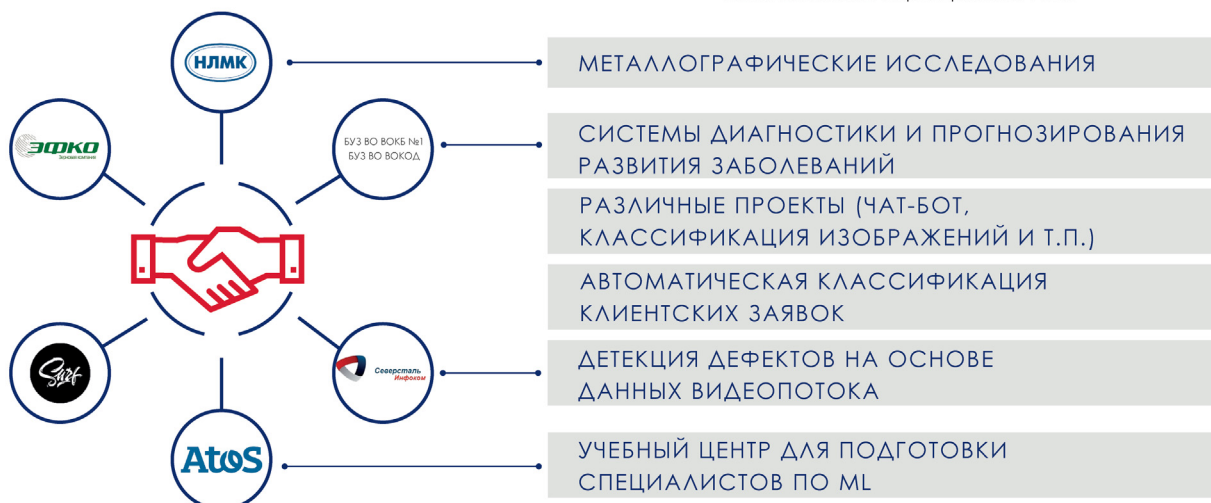 НЛМК
МЕТАЛЛОГРАФИЧЕСКИЕ ИССЛЕДОВАНИЯ
ЭФКО
БУЗ ВО ВОКБ №1
БУЗ ВО ВОКОД
СИСТЕМЫ ДИАГНОСТИКИ И ПРОГНОЗИРОВАНИЯ
РАЗВИТИЯ ЗАБОЛЕВАНИЙ
РАЗЛИЧНЫЕ ПРОЕКТЫ (ЧАТ-БОТ,
КЛАССИФИКАЦИЯ ИЗОБРАЖЕНИЙ И Т.П.)
АВТОМАТИЧЕСКАЯ КЛАССИФИКАЦИЯ
КЛИЕНТСКИХ ЗАЯВОК
Surf
Северсталь
Инфоком
ДЕТЕКЦИЯ ДЕФЕКТОВ НА ОСНОВЕ
ДАННЫХ ВИДЕОПОТОКА
Atos
УЧЕБНЫЙ ЦЕНТР ДЛЯ ПОДГОТОВКИ
СПЕЦИАЛИСТОВ ПО ML